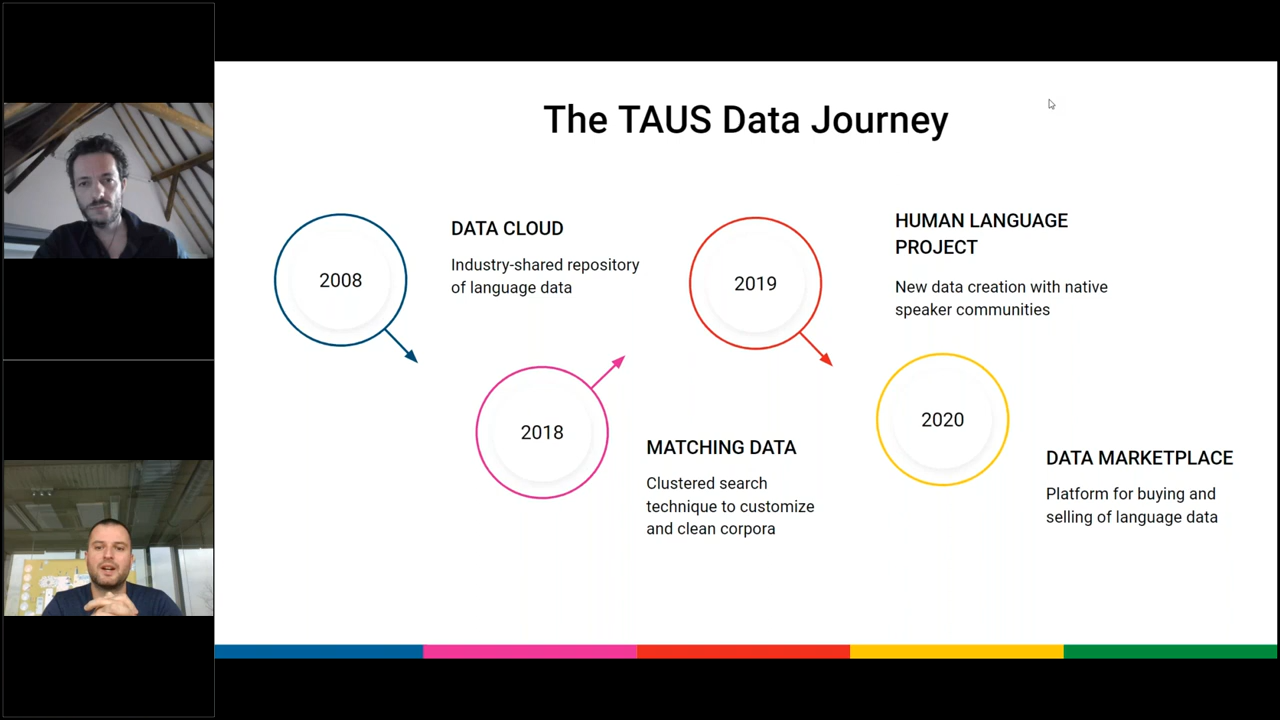 The TAUS Data Journey
2008
DATA CLOUD
Industry-shared repository
of language data
2018
MATCHING DATA
Clustered search
technique to customize
and clean corpora
2019
HUMAN LANGUAGE
PROJECT
New data creation with native
speaker communities
2020
DATA MARKETPLACE
Platform for buying and
selling of language data